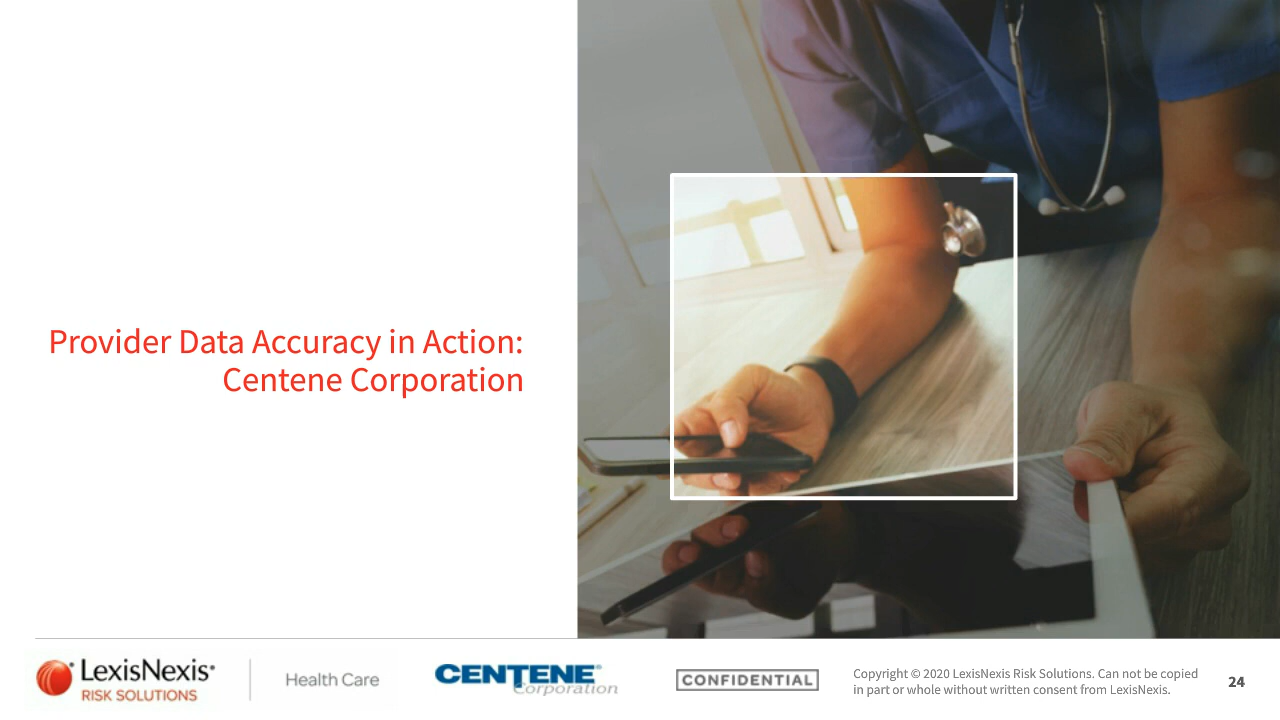 Provider Data Accuracy in Action:
Centene Corporation
LexisNexis®
RISK SOLUTIONS
Health Care
CENTENE®
Corporation
CONFIDENTIAL
Copyright © 2020 LexisNexis Risk Solutions. Can not be copied
in part or whole without written consent from LexisNexis.
24